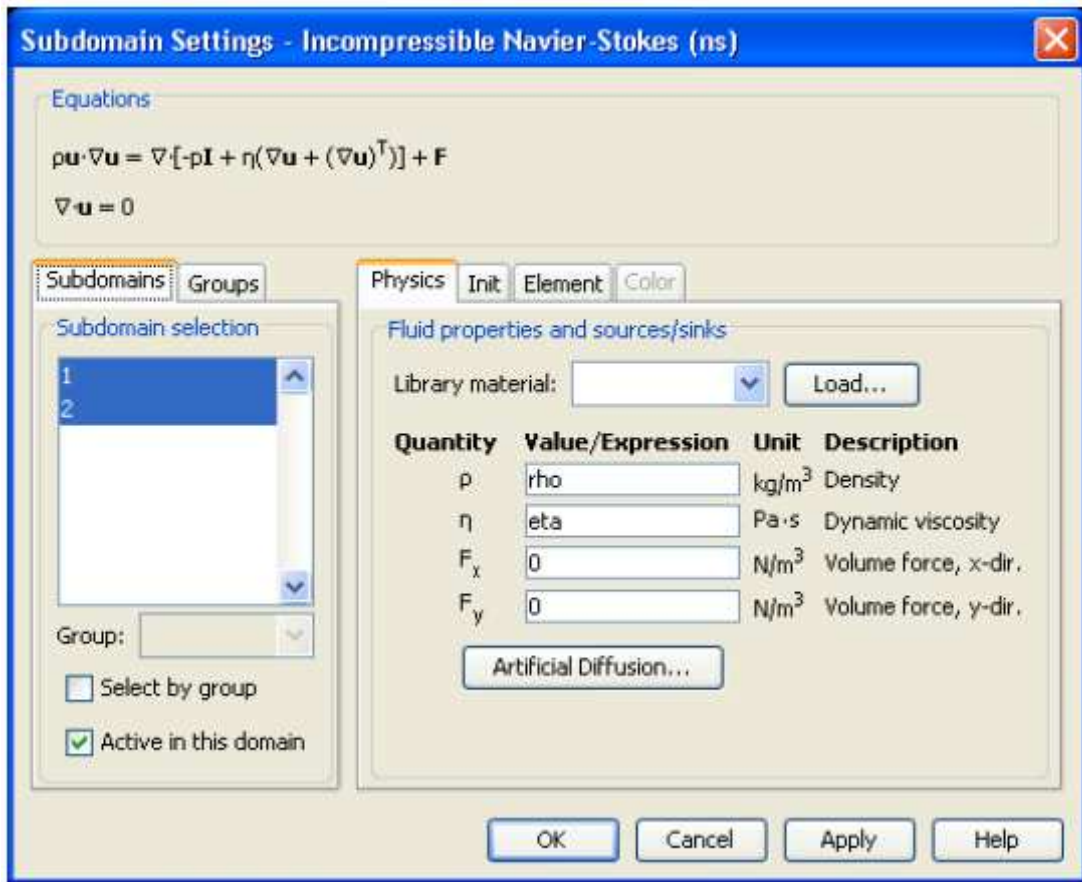 Subdomain Settings - Incompressible Navier-Stokes (ns)
Equations
ρu·∇u = ∇·[-pI + η(∇u + (∇u)ᵀ)] + F
∇·u = 0
Subdomains Groups
Subdomain selection
1
2
Group:
Select by group
Active in this domain
Physics Init Element Color
Fluid properties and sources/sinks
Library material: Load...
Quantity Value/Expression Unit Description
ρ rho kg/m³ Density
η eta Pa·s Dynamic viscosity
Fₓ 0 N/m³ Volume force, x-dir.
Fy 0 N/m³ Volume force, y-dir.
Artificial Diffusion...
OK Cancel Apply Help